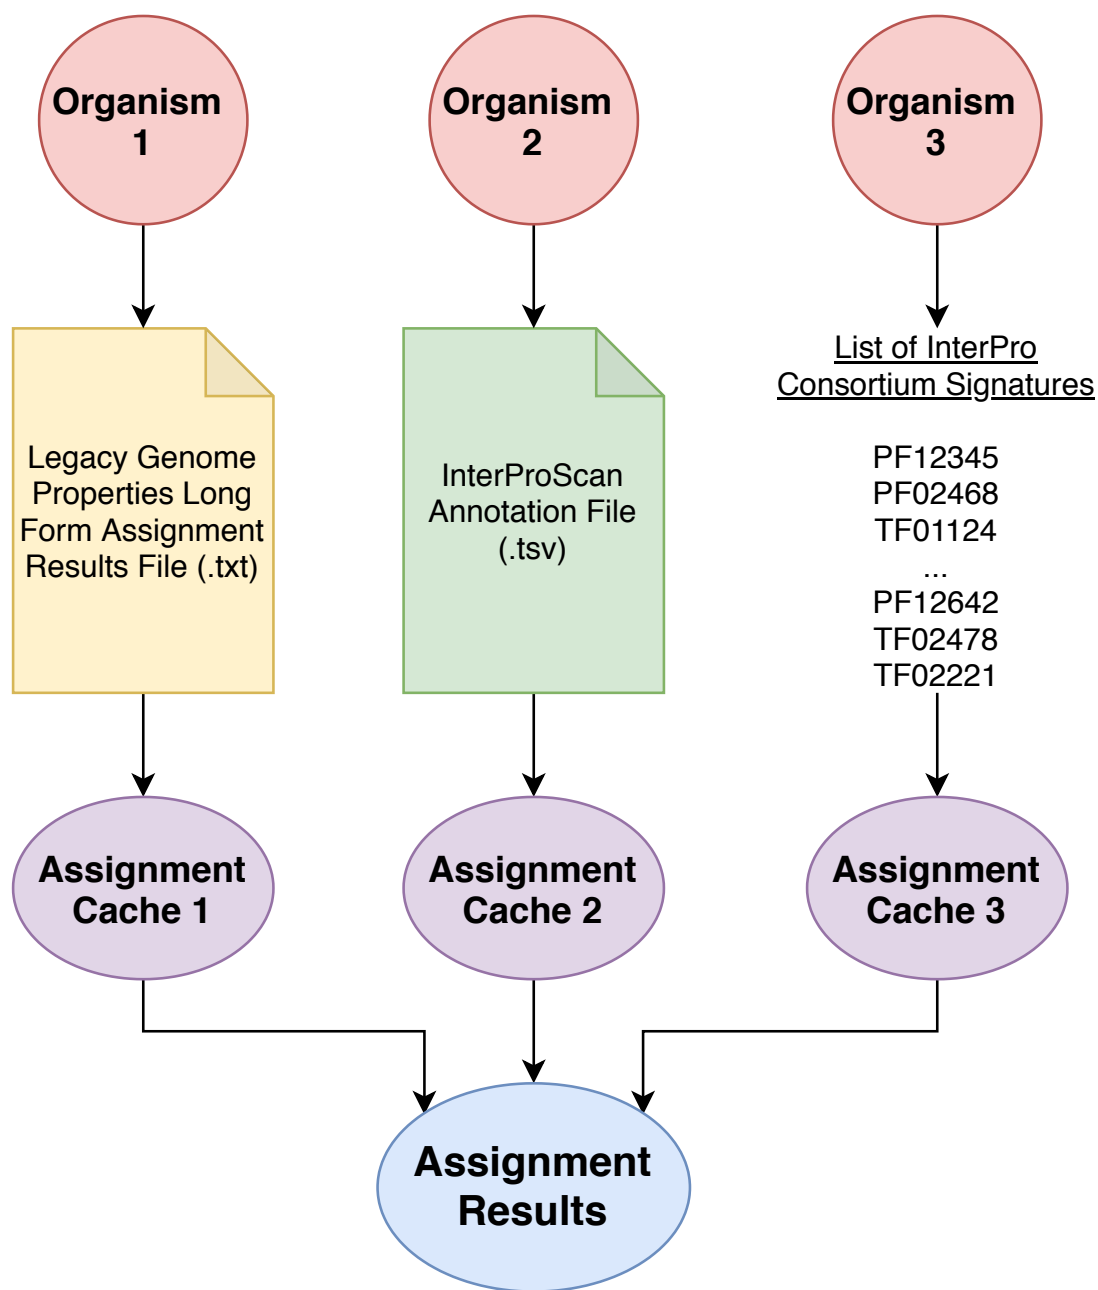 Organism
1
Organism
2
Organism
3
Legacy Genome
Properties Long
Form Assignment
Results File (.txt)
InterProScan
Annotation File
(.tsv)
List of InterPro
Consortium Signatures
PF12345
PF02468
TF01124
...
PF12642
TF02478
TF02221
Assignment
Cache 1
Assignment
Cache 2
Assignment
Cache 3
Assignment
Results